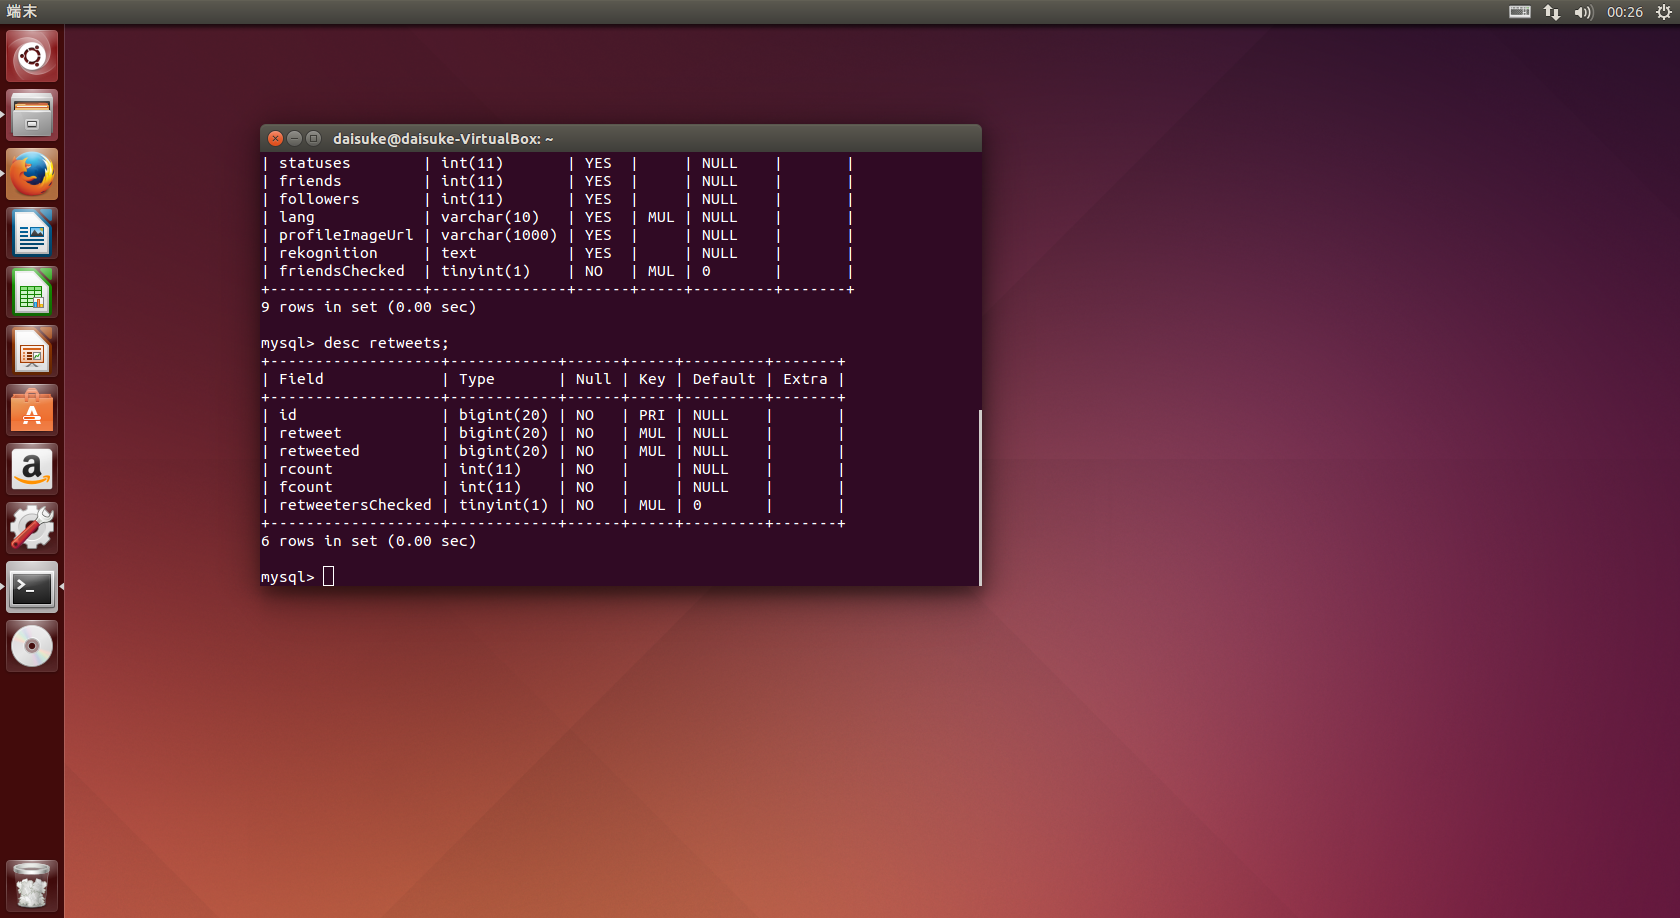 端末
00:26
daisuke@daisuke-VirtualBox: ~
| statuses        | int(11)       | YES  |     | NULL    |       |
| friends         | int(11)       | YES  |     | NULL    |       |
| followers       | int(11)       | YES  |     | NULL    |       |
| lang            | varchar(10)   | YES  | MUL | NULL    |       |
| profileImageUrl | varchar(1000) | YES  |     | NULL    |       |
| rekognition     | text          | YES  |     | NULL    |       |
| friendsChecked  | tinyint(1)    | NO   | MUL | 0       |       |
+-----------------+---------------+------+-----+---------+-------+
9 rows in set (0.00 sec)
mysql> desc retweets;
+-------------------+------------+------+-----+---------+-------+
| Field             | Type       | Null | Key | Default | Extra |
+-------------------+------------+------+-----+---------+-------+
| id                | bigint(20) | NO   | PRI | NULL    |       |
| retweet           | bigint(20) | NO   | MUL | NULL    |       |
| retweeted         | bigint(20) | NO   | MUL | NULL    |       |
| rcount            | int(11)    | NO   |     | NULL    |       |
| fcount            | int(11)    | NO   |     | NULL    |       |
| retweetersChecked | tinyint(1) | NO   | MUL | 0       |       |
+-------------------+------------+------+-----+---------+-------+
6 rows in set (0.00 sec)
mysql>